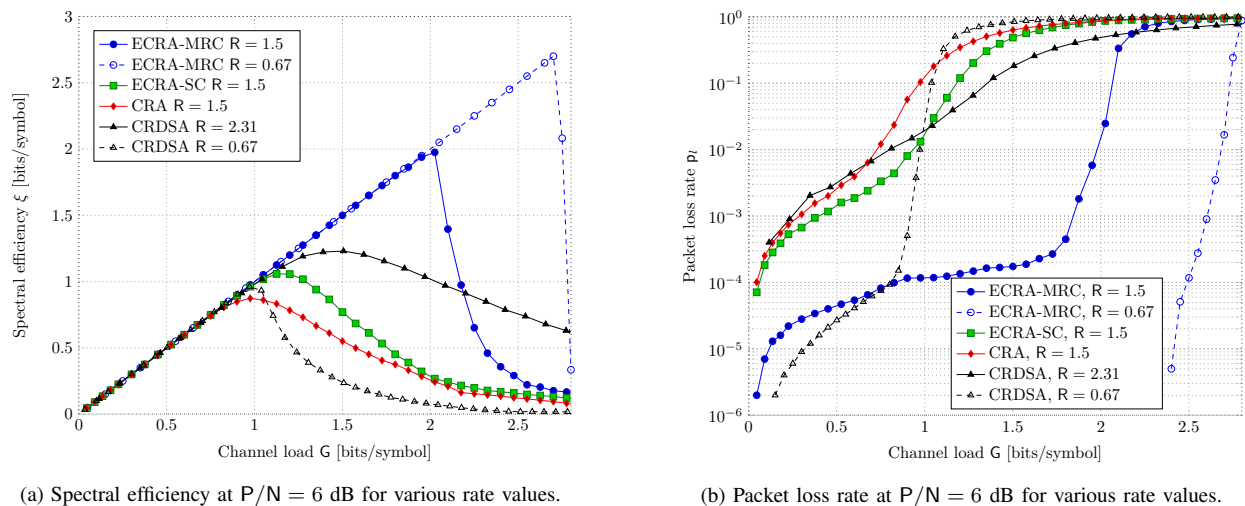 3
2.5
2
1.5
1
0.5
0
0
0.5
1
1.5
2
2.5
Spectral efficiency ξ [bits/symbol]
Channel load G [bits/symbol]
ECRA-MRC R = 1.5
ECRA-MRC R = 0.67
ECRA-SC R = 1.5
CRA R = 1.5
CRDSA R = 2.31
CRDSA R = 0.67
(a) Spectral efficiency at P/N = 6 dB for various rate values.
10⁰
10⁻¹
10⁻²
10⁻³
10⁻⁴
10⁻⁵
10⁻⁶
0
0.5
1
1.5
2
2.5
Packet loss rate pₗ
Channel load G [bits/symbol]
ECRA-MRC, R = 1.5
ECRA-MRC, R = 0.67
ECRA-SC, R = 1.5
CRA, R = 1.5
CRDSA, R = 2.31
CRDSA, R = 0.67
(b) Packet loss rate at P/N = 6 dB for various rate values.